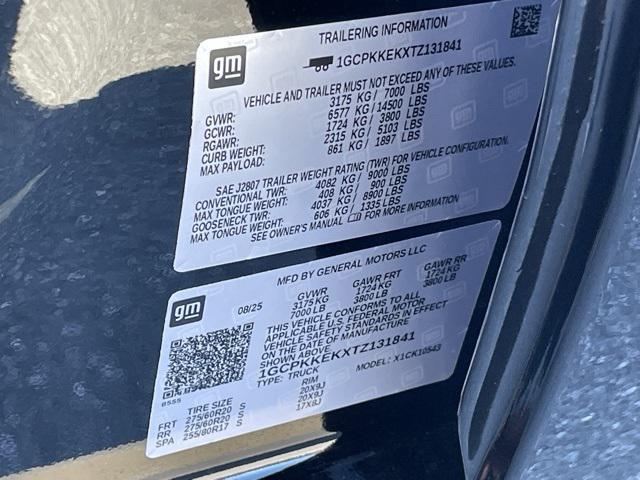 TRAILERING INFORMATION
gm
1GCPKKEKXTZ131841
VEHICLE AND TRAILER MUST NOT EXCEED ANY OF THESE VALUES.
GVWR: 3175 KG/ 7000 LBS
GCWR: 6577 KG/ 14500 LBS
RGAWR: 1724 KG/ 3800 LBS
CURB WEIGHT: 2315 KG/ 5103 LBS
MAX PAYLOAD: 861 KG/ 1897 LBS
SAE J2807 TRAILER WEIGHT RATING (TWR) FOR VEHICLE CONFIGURATION.
CONVENTIONAL TWR: 4082 KG/ 9000 LBS
MAX TONGUE WEIGHT: 408 KG/ 900 LBS
GOOSENECK TWR: 4037 KG/ 8900 LBS
MAX TONGUE WEIGHT: 606 KG/ 1335 LBS
SEE OWNER'S MANUAL FOR MORE INFORMATION
MFD BY GENERAL MOTORS LLC
gm
08/25
GVWR GAWR FRT GAWR RR
3175 KG 1724 KG 1724 KG
7000 LB 3800 LB 3800 LB
THIS VEHICLE CONFORMS TO ALL
APPLICABLE U.S. FEDERAL MOTOR
VEHICLE SAFETY STANDARDS IN EFFECT
ON THE DATE OF MANUFACTURE
SHOWN ABOVE.
1GCPKKEKXTZ131841
TYPE: TRUCK MODEL: X1CK10543
BSSS
TIRE SIZE RIM
FRT 275/60R20 S 20X9J
RR 275/60R20 S 20X9J
SPA 255/80R17 S 17X8J